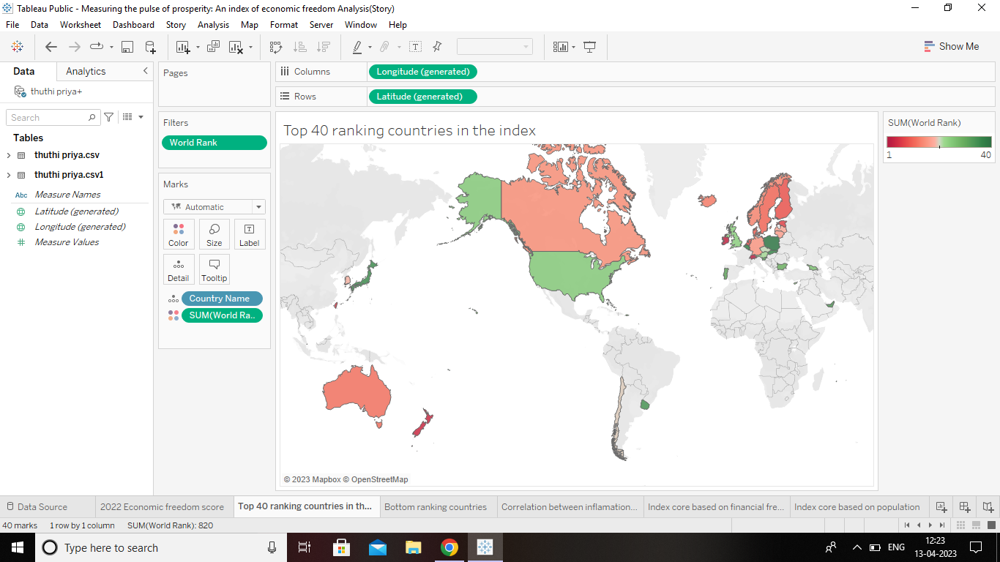 Tableau Public - Measuring the pulse of prosperity: An index of economic freedom Analysis(Story)
File Data Worksheet Dashboard Story Analysis Map Format Server Window Help
Show Me
Data Analytics
thuthi priya+
Search
Tables
thuthi priya.csv
thuthi priya.csv1
Abc Measure Names
Latitude (generated)
Longitude (generated)
Measure Values
Pages
Filters
World Rank
Marks
Automatic
Color Size Label
Detail Tooltip
Country Name
SUM(World Ra..
Columns Longitude (generated)
Rows Latitude (generated)
Top 40 ranking countries in the index
© 2023 Mapbox © OpenStreetMap
SUM(World Rank)
1 40
Data Source 2022 Economic freedom score Top 40 ranking countries in th... Bottom ranking countries Correlation between inflamation... Index core based on financial fre... Index core based on population
40 marks 1 row by 1 column SUM(World Rank): 820
Type here to search
ENG
12:23
13-04-2023